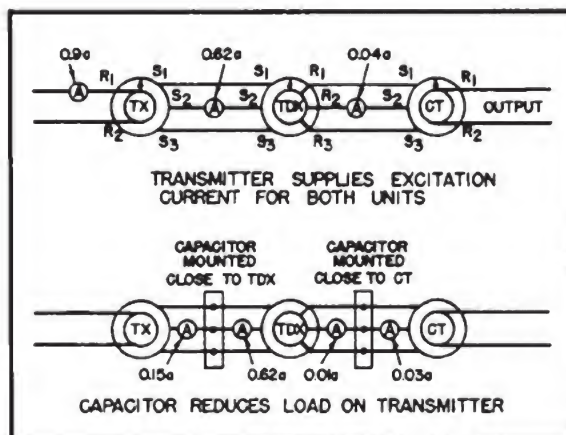 0.9a 0.62a 0.04a
R1 S1 S1 R1 S1 R1
TX S2 A S2 TDX R2 A S2 CT OUTPUT
A
R2 S3 S3 R3 S3 R2
TRANSMITTER SUPPLIES EXCITATION
CURRENT FOR BOTH UNITS
CAPACITOR CAPACITOR
MOUNTED MOUNTED
CLOSE TO TDX CLOSE TO CT
TX A A TDX A A CT
0.15a 0.62a 0.01a 0.03a
CAPACITOR REDUCES LOAD ON TRANSMITTER